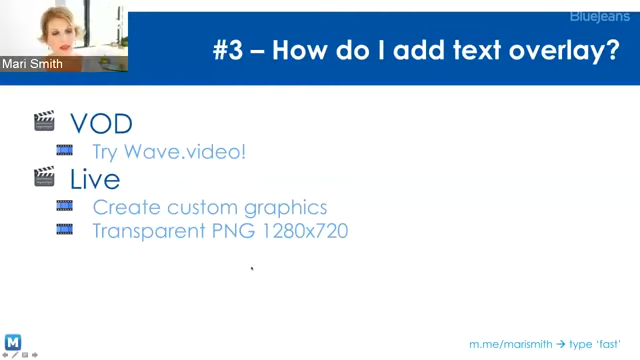 BlueJeans
Mari Smith
#3 – How do I add text overlay?
VOD
Try Wave.video!
Live
Create custom graphics
Transparent PNG 1280x720
M
m.me/marismith → type ‘fast’